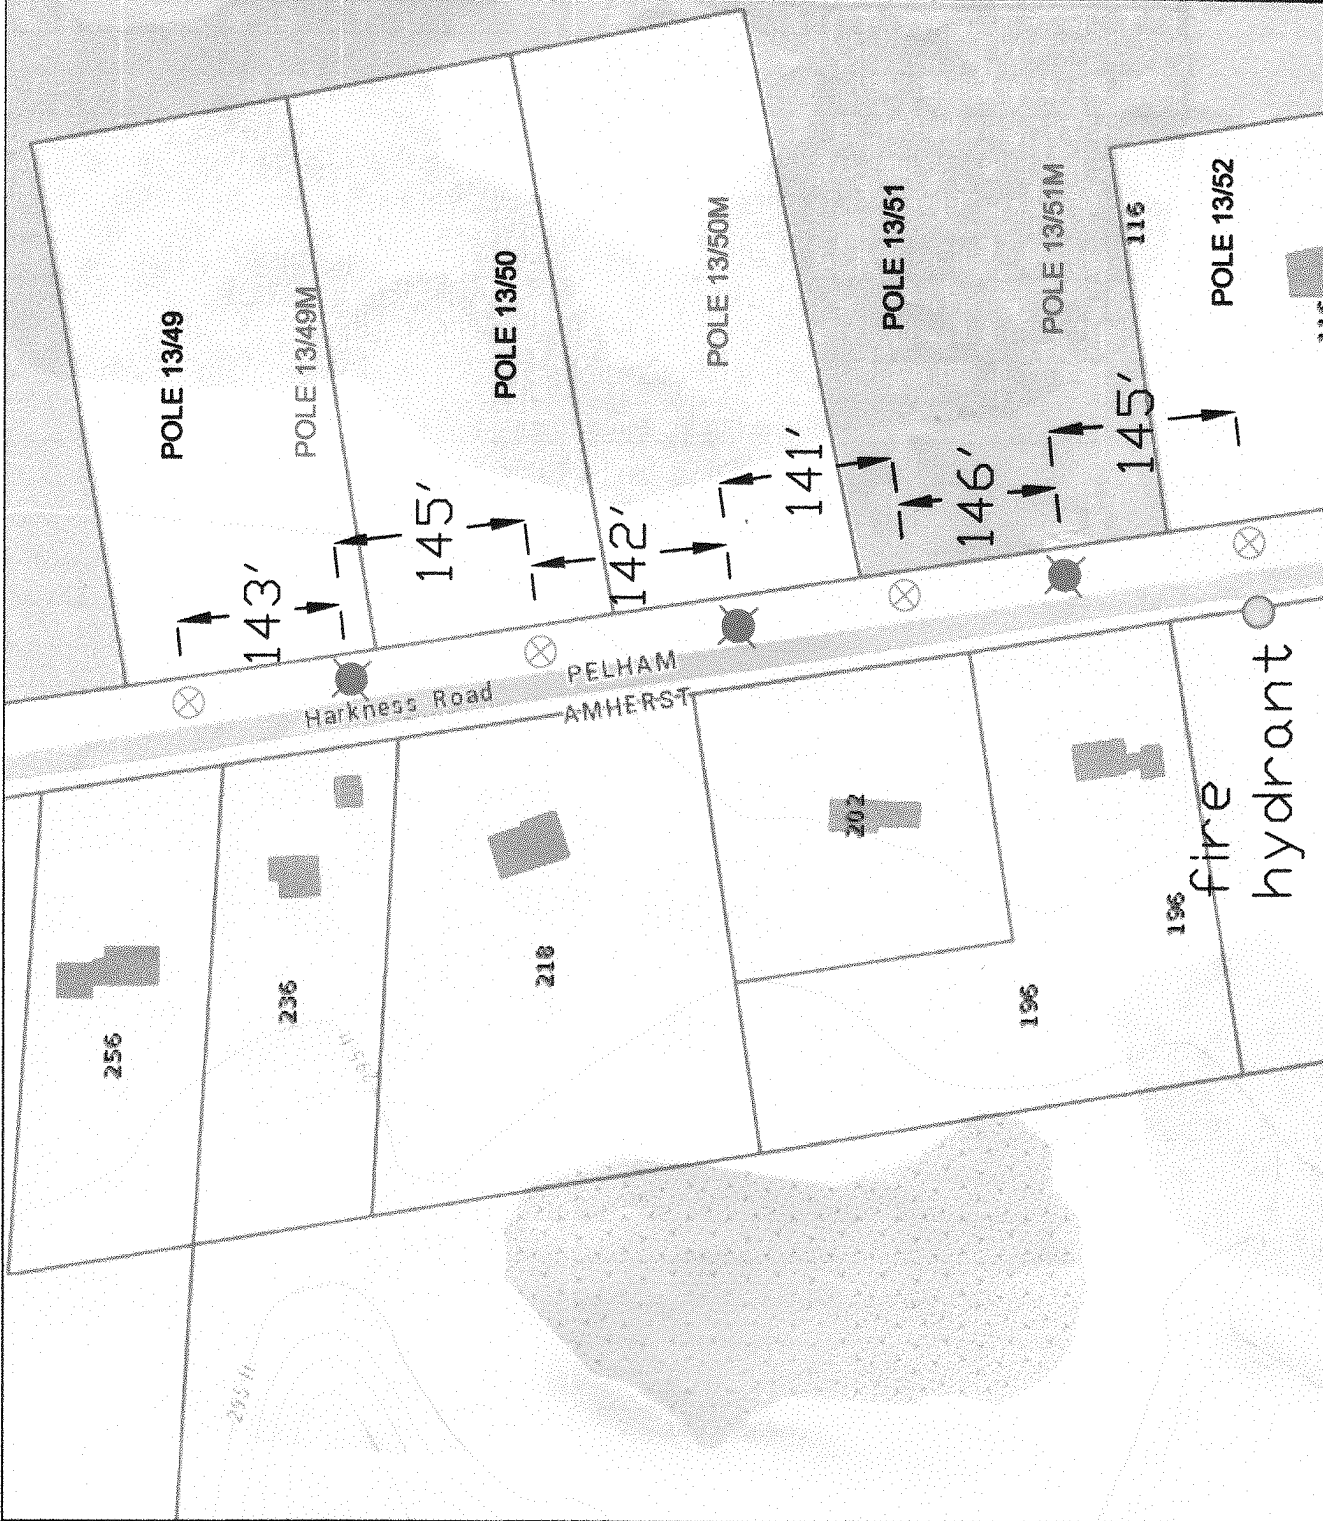 POLE 13/49
POLE 13/49M
POLE 13/50
POLE 13/50M
POLE 13/51
POLE 13/51M
116
POLE 13/52
143'
145'
142'
141'
146'
145'
Harkness Road
PELHAM
AMHERST
256
236
218
202
196
196
fire
hydrant
295 ft